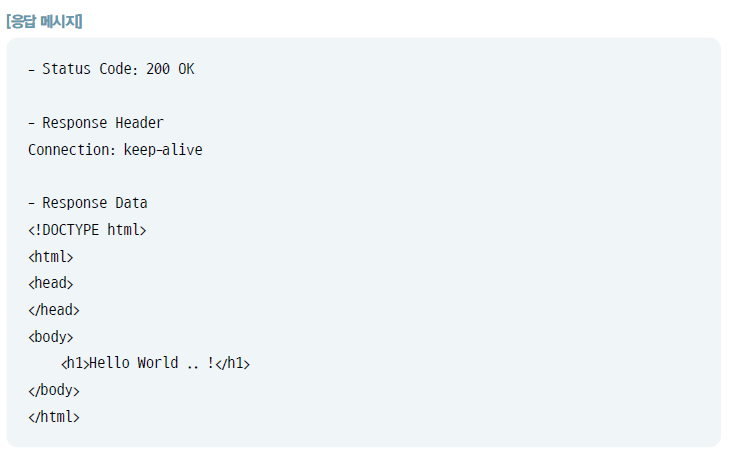 [응답 메시지]
- Status Code: 200 OK
- Response Header
Connection: keep-alive
- Response Data
<!DOCTYPE html>
<html>
<head>
</head>
<body>
<h1>Hello World .. !</h1>
</body>
</html>